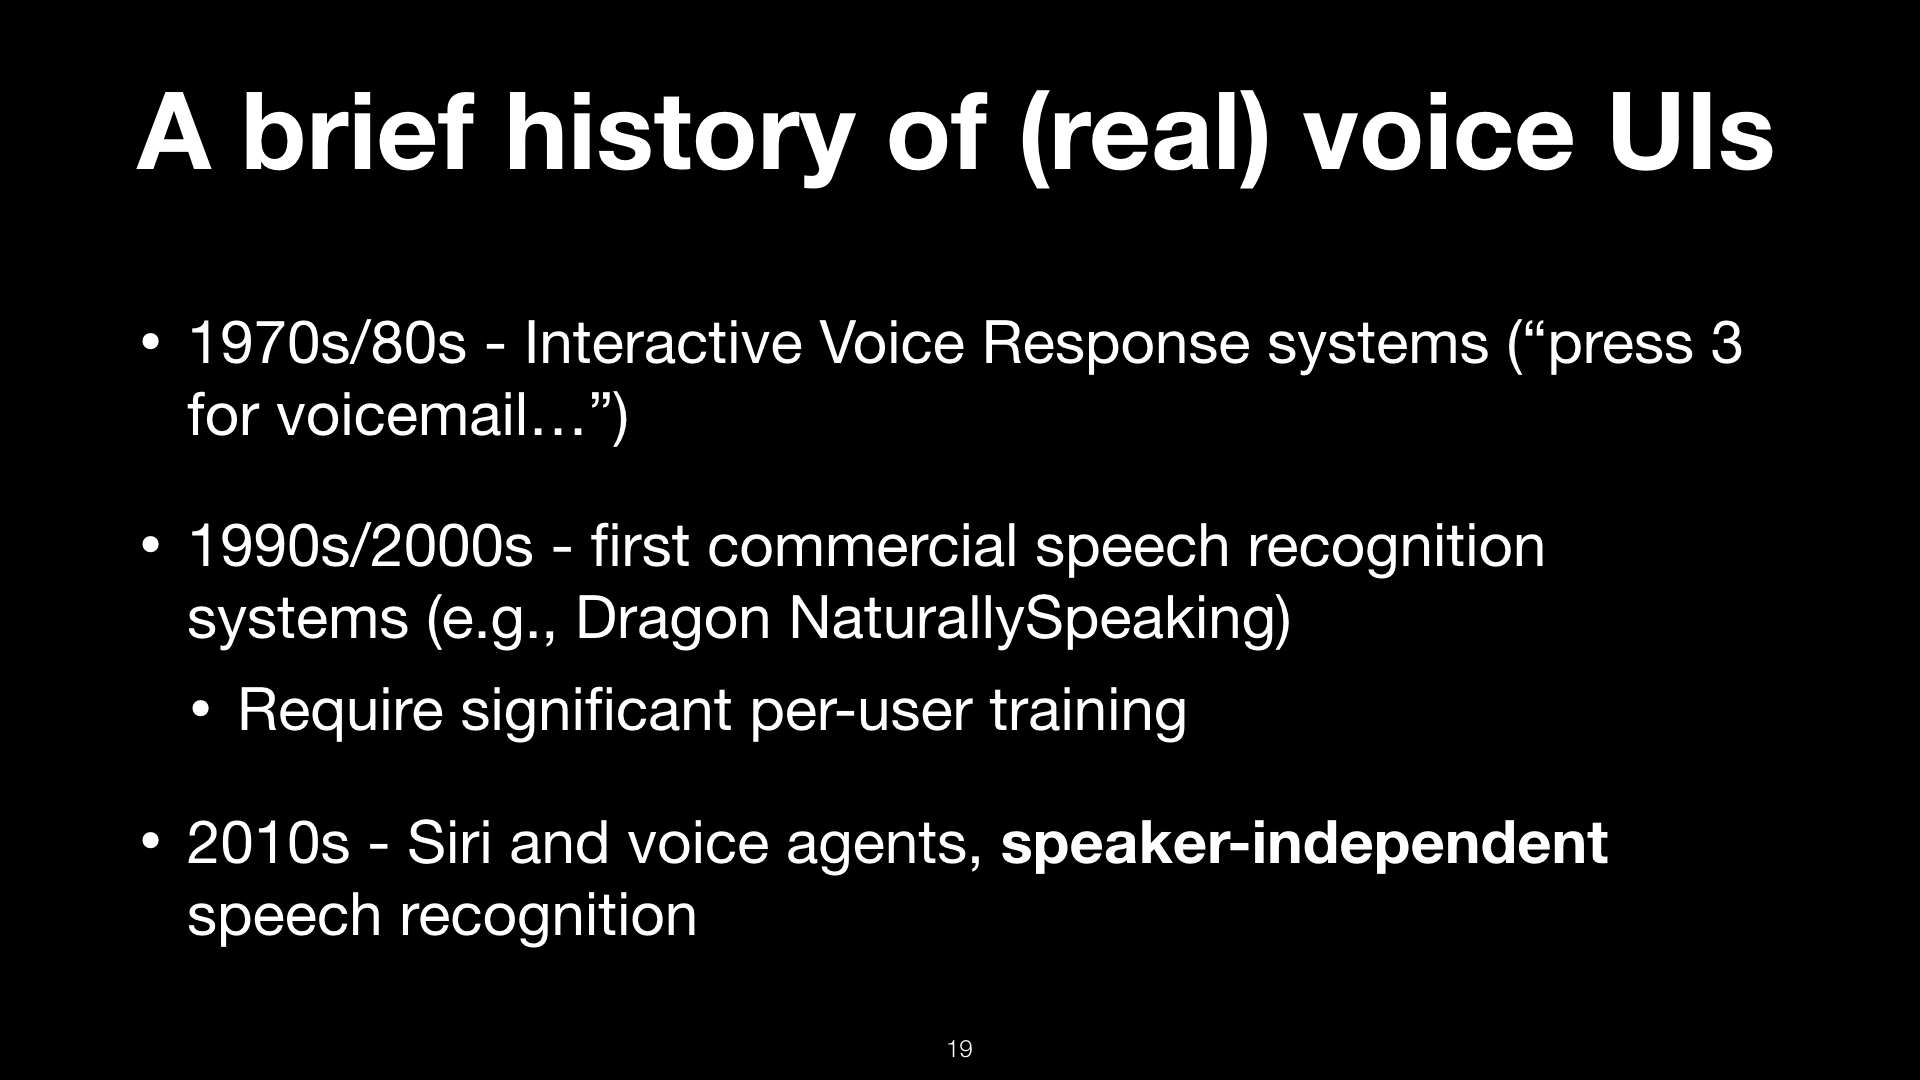 A brief history of (real) voice UIs
• 1970s/80s - Interactive Voice Response systems (“press 3
for voicemail…”)
• 1990s/2000s - first commercial speech recognition
systems (e.g., Dragon NaturallySpeaking)
• Require significant per-user training
• 2010s - Siri and voice agents, speaker-independent
speech recognition
19